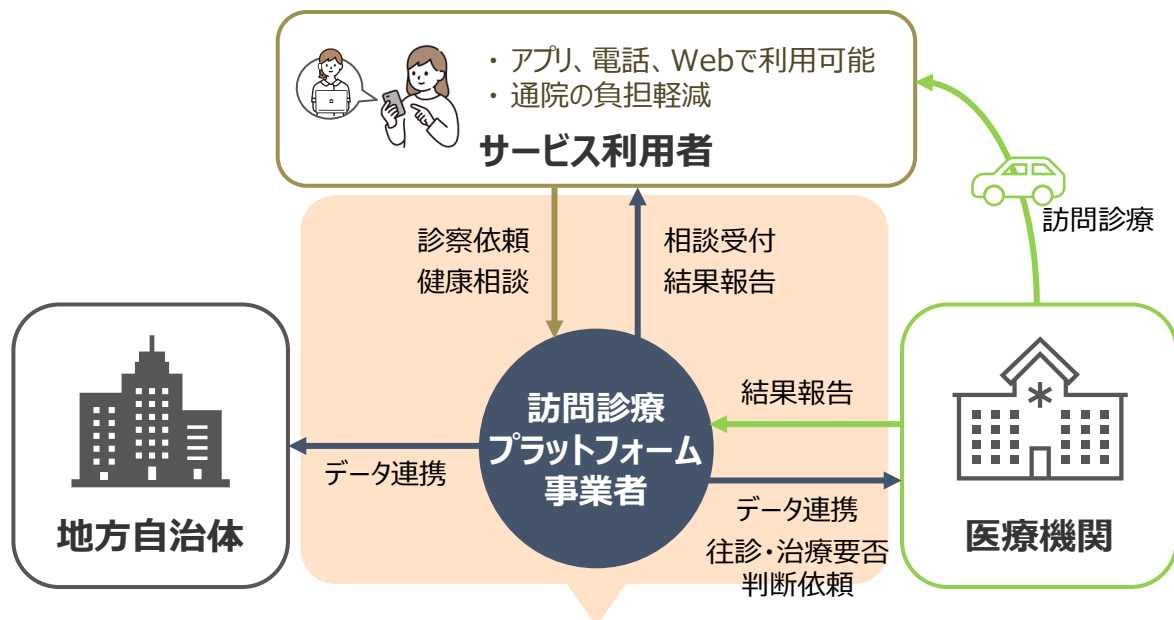 ・アプリ、電話、Webで利用可能
・通院の負担軽減
サービス利用者
訪問診療
診察依頼
健康相談
相談受付
結果報告
地方自治体
データ連携
訪問診療
プラットフォーム
事業者
結果報告
データ連携
往診・治療要否
判断依頼
医療機関